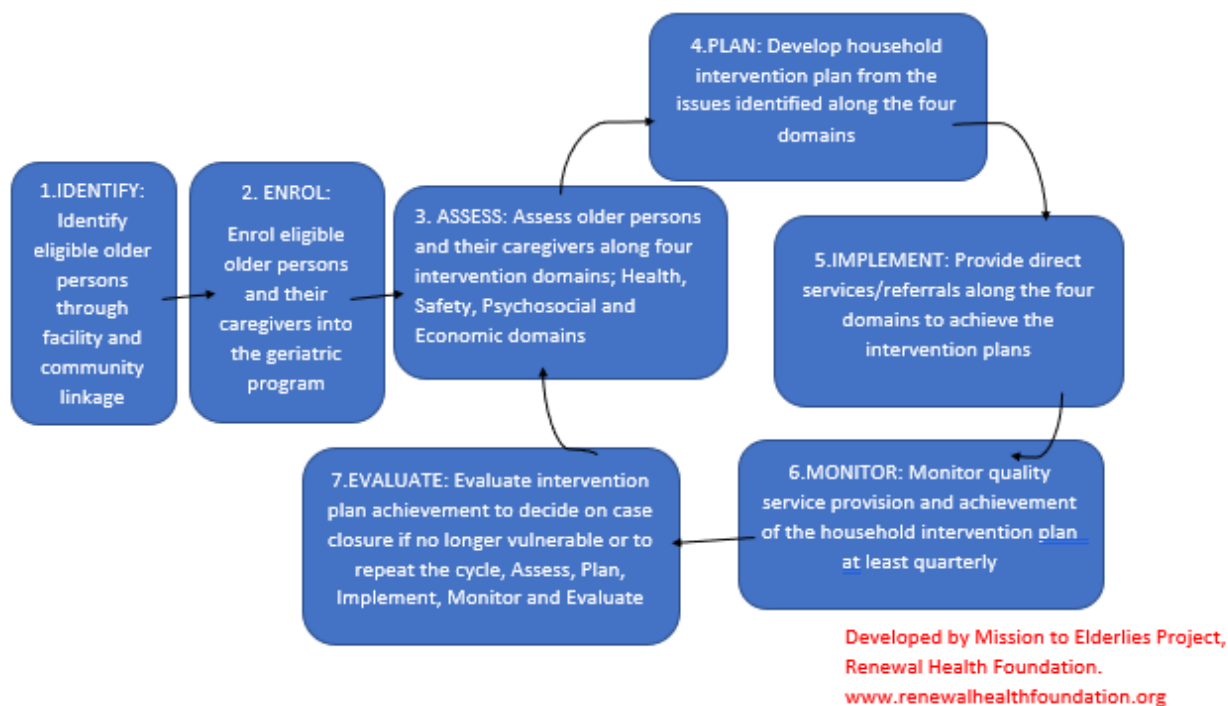 1.IDENTIFY:
Identify
eligible older
persons
through
facility and
community
linkage
2. ENROL:
Enrol eligible
older persons
and their
caregivers into
the geriatric
program
3. ASSESS: Assess older persons
and their caregivers along four
intervention domains; Health,
Safety, Psychosocial and
Economic domains
4.PLAN: Develop household
intervention plan from the
issues identified along the four
domains
5.IMPLEMENT: Provide direct
services/referrals along the four
domains to achieve the
intervention plans
6.MONITOR: Monitor quality
service provision and achievement
of the household intervention plan
at least quarterly
7.EVALUATE: Evaluate intervention
plan achievement to decide on case
closure if no longer vulnerable or to
repeat the cycle, Assess, Plan,
Implement, Monitor and Evaluate
Developed by Mission to Elderlies Project,
Renewal Health Foundation.
www.renewalhealthfoundation.org